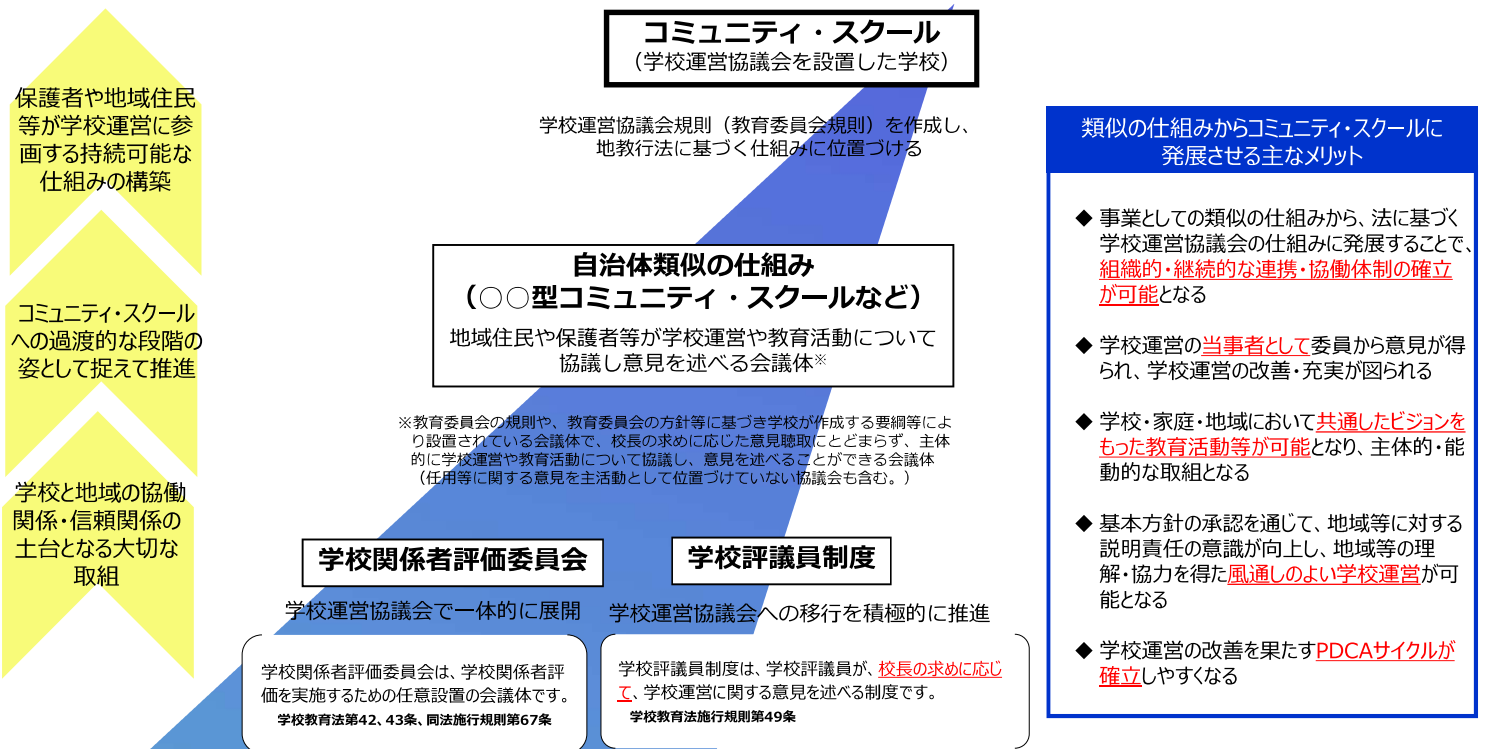 コミュニティ・スクール
（学校運営協議会を設置した学校）
保護者や地域住民
等が学校運営に参
画する持続可能な
仕組みの構築
学校運営協議会規則（教育委員会規則）を作成し、
地教行法に基づく仕組みに位置づける
自治体類似の仕組み
（○○型コミュニティ・スクールなど）
地域住民や保護者等が学校運営や教育活動について
協議し意見を述べる会議体※
コミュニティ・スクール
への過渡的な段階の
姿として捉えて推進
※教育委員会の規則や、教育委員会の方針等に基づき学校が作成する要綱等によ
り設置されている会議体で、校長の求めに応じた意見聴取にとどまらず、主体
的に学校運営や教育活動について協議し、意見を述べることができる会議体
（任用等に関する意見を主活動として位置づけていない協議会も含む。）
学校と地域の協働
関係・信頼関係の
土台となる大切な
取組
学校関係者評価委員会
学校運営協議会で一体的に展開
学校関係者評価委員会は、学校関係者評
価を実施するための任意設置の会議体です。
学校教育法第42、43条、同法施行規則第67条
学校評議員制度
学校運営協議会への移行を積極的に推進
学校評議員制度は、学校評議員が、校長の求めに応じ
て、学校運営に関する意見を述べる制度です。
学校教育法施行規則第49条
類似の仕組みからコミュニティ・スクールに
発展させる主なメリット
◆ 事業としての類似の仕組みから、法に基づく
学校運営協議会の仕組みに発展することで、
組織的・継続的な連携・協働体制の確立
が可能となる
◆ 学校運営の当事者として委員から意見が得
られ、学校運営の改善・充実が図られる
◆ 学校・家庭・地域において共通したビジョンを
もった教育活動等が可能となり、主体的・能
動的な取組となる
◆ 基本方針の承認を通じて、地域等に対する
説明責任の意識が向上し、地域等の理
解・協力を得た風通しのよい学校運営が可
能となる
◆ 学校運営の改善を果たすPDCAサイクルが
確立しやすくなる